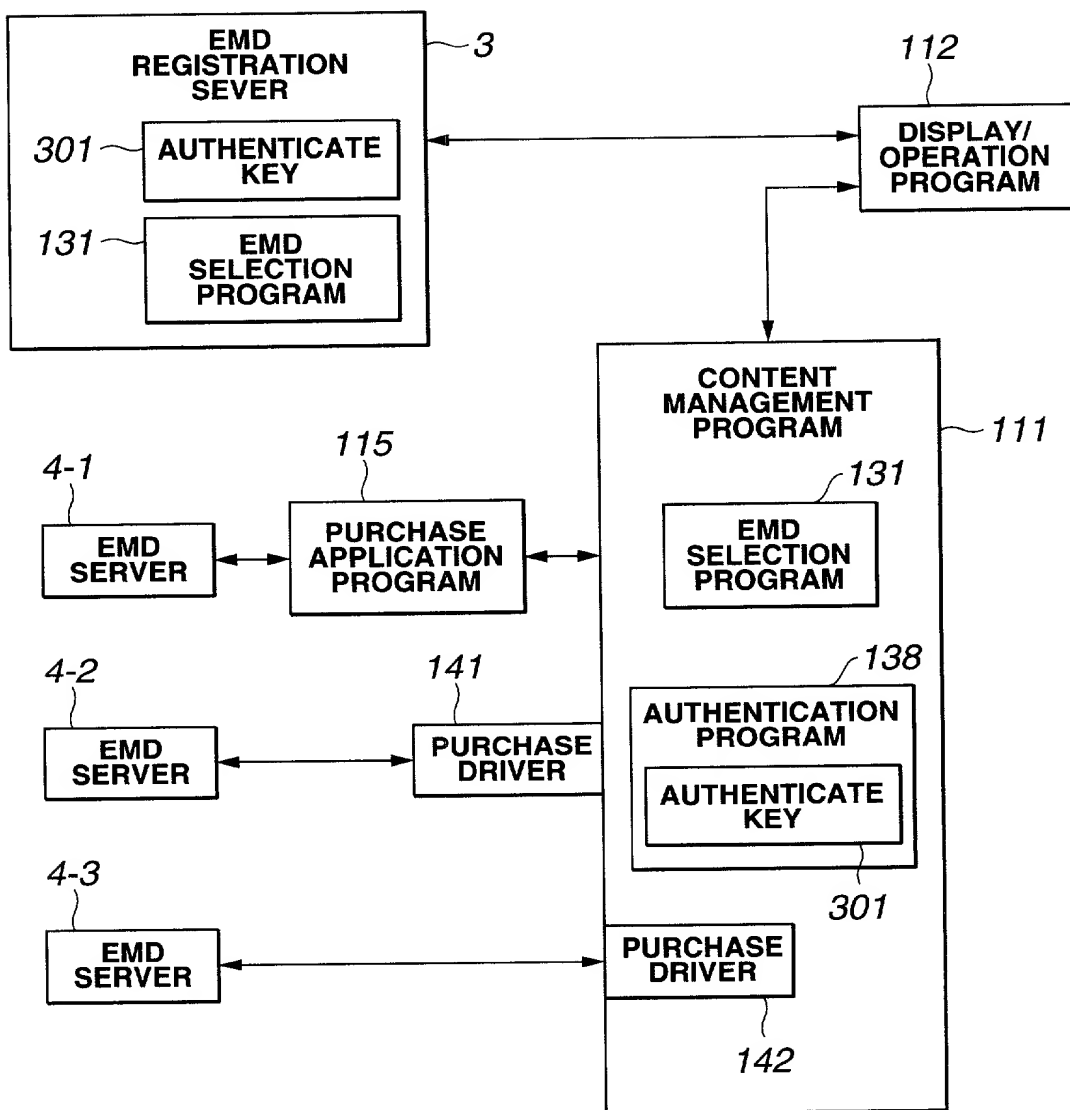 EMD
REGISTRATION
SEVER
3
301
AUTHENTICATE
KEY
131
EMD
SELECTION
PROGRAM
112
DISPLAY/
OPERATION
PROGRAM
CONTENT
MANAGEMENT
PROGRAM
111
4-1
EMD
SERVER
115
PURCHASE
APPLICATION
PROGRAM
131
EMD
SELECTION
PROGRAM
4-2
EMD
SERVER
141
PURCHASE
DRIVER
138
AUTHENTICATION
PROGRAM
AUTHENTICATE
KEY
301
4-3
EMD
SERVER
PURCHASE
DRIVER
142